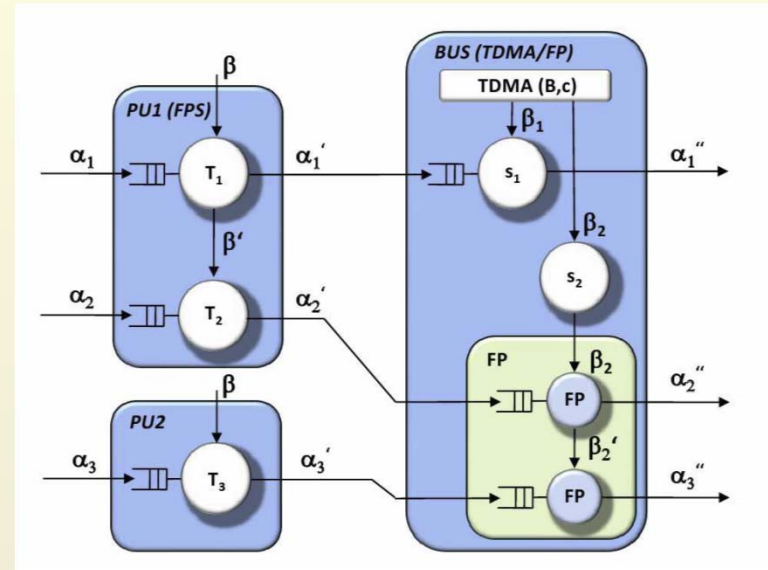 BUS (TDMA/FP)
TDMA (B,c)
β
PU1 (FPS)
β₁
α₁
T₁
α₁'
s₁
α₁"
β₂
β'
s₂
α₂
T₂
α₂'
FP
β₂
β
FP
α₂"
PU2
β₂'
α₃
T₃
α₃'
FP
α₃"